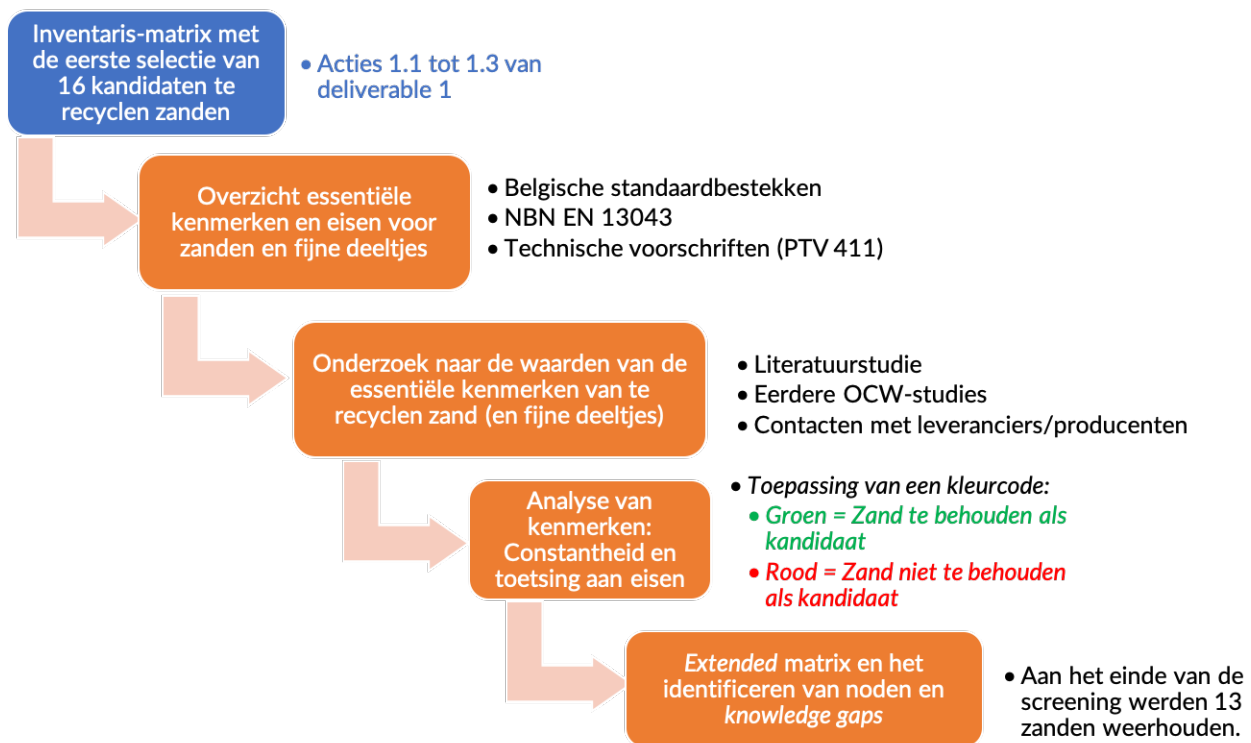 Inventaris-matrix met
de eerste selectie van
16 kandidaten te
recyclen zanden
• Acties 1.1 tot 1.3 van
deliverable 1
Overzicht essentiële
kenmerken en eisen voor
zanden en fijne deeltjes
• Belgische standaardbestekken
• NBN EN 13043
• Technische voorschriften (PTV 411)
Onderzoek naar de waarden van de
essentiële kenmerken van te
recyclen zand (en fijne deeltjes)
• Literatuurstudie
• Eerdere OCW-studies
• Contacten met leveranciers/producenten
Analyse van
kenmerken:
Constantheid en
toetsing aan eisen
• Toepassing van een kleurcode:
• Groen = Zand te behouden als
kandidaat
• Rood = Zand niet te behouden
als kandidaat
Extended matrix en het
identificeren van noden en
knowledge gaps
• Aan het einde van de
screening werden 13
zanden weerhouden.